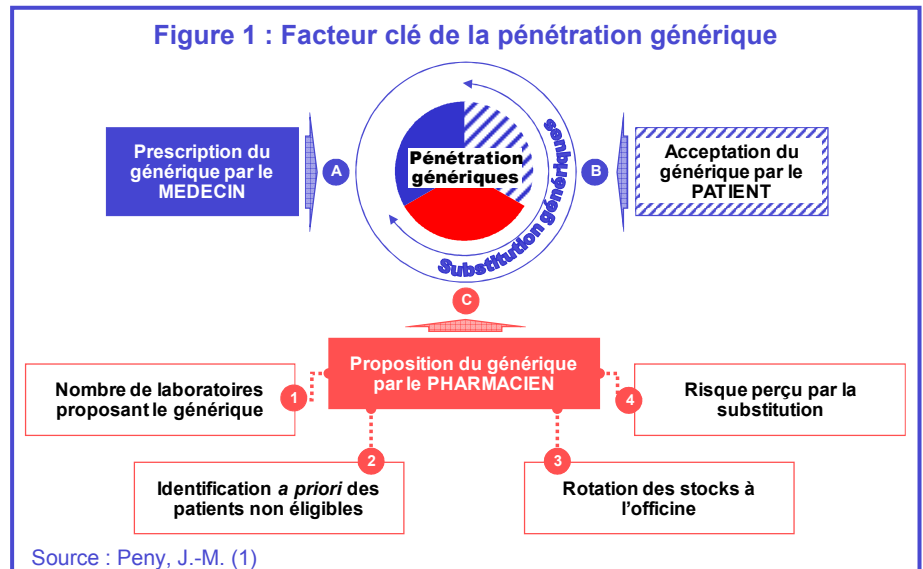 Figure 1 : Facteur clé de la pénétration générique
Prescription du
générique par le
MEDECIN
A
Pénétration
génériques
Substitution génériques
B
Acceptation du
générique par le
PATIENT
C
Proposition du générique
par le PHARMACIEN
Nombre de laboratoires
proposant le générique
1
4
Risque perçu par la
substitution
2
Identification a priori des
patients non éligibles
3
Rotation des stocks à
l'officine
Source : Peny, J.-M. (1)